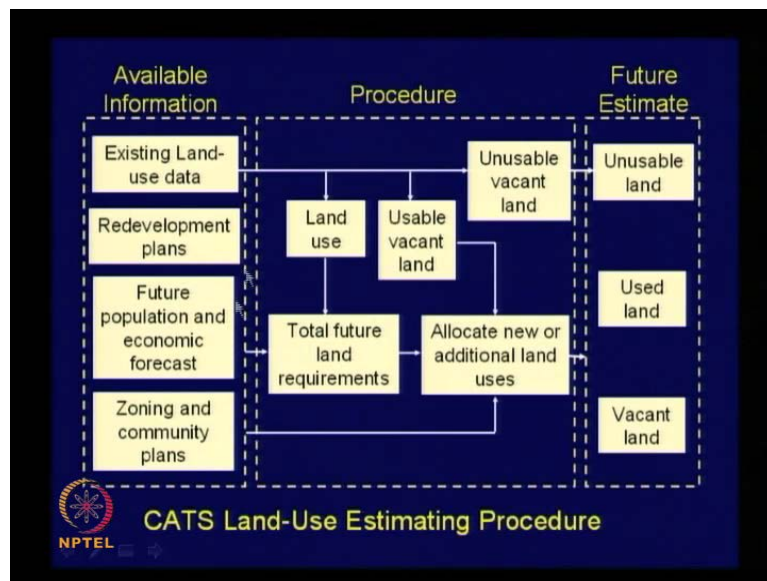 Available
Information
Procedure
Future
Estimate
Existing Land-
use data
Redevelopment
plans
Future
population and
economic
forecast
Zoning and
community
plans
Land
use
Usable
vacant
land
Unusable
vacant
land
Total future
land
requirements
Allocate new or
additional land
uses
Unusable
land
Used
land
Vacant
land
CATS Land-Use Estimating Procedure
NPTEL